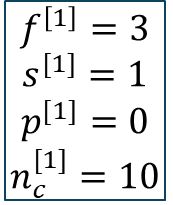 f^[1] = 3
s^[1] = 1
p^[1] = 0
n_c^[1] = 10